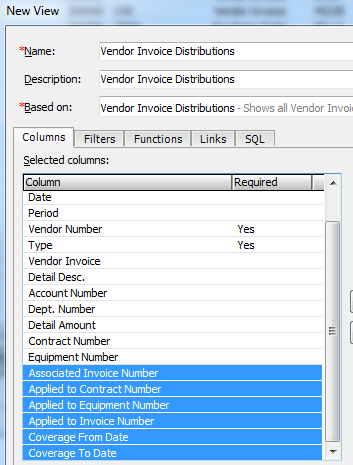 New View
*Name: Vendor Invoice Distributions
Description: Vendor Invoice Distributions
*Based on: Vendor Invoice Distributions - Shows all Vendor Invoi
Columns Filters Functions Links SQL
Selected columns:
Column Required
Date
Period
Vendor Number Yes
Type Yes
Vendor Invoice
Detail Desc.
Account Number
Dept. Number
Detail Amount
Contract Number
Equipment Number
Associated Invoice Number
Applied to Contract Number
Applied to Equipment Number
Applied to Invoice Number
Coverage From Date
Coverage To Date